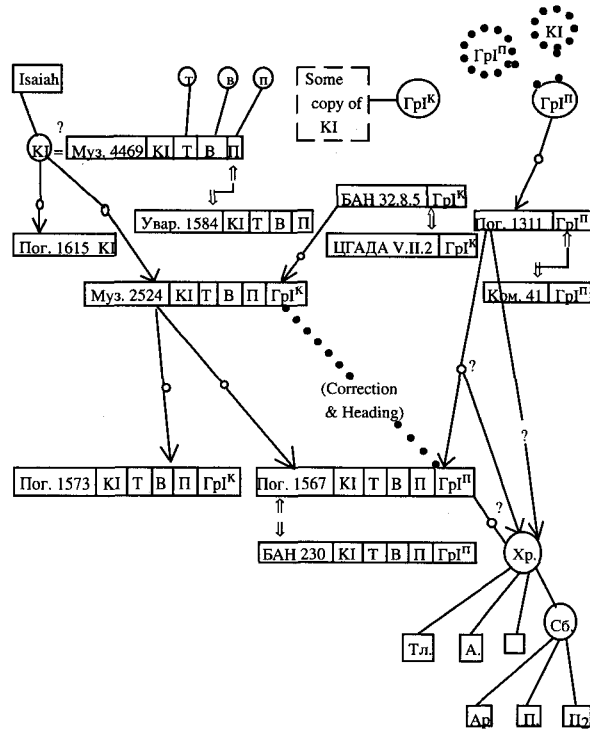 ГрI^П
KI
Isaiah
Т
В
П
Some
copy of
KI
ГрI^К
ГрI^П
?
KI = Муз. 4469 KI Т В П
Увар. 1584 KI Т В П
БАН 32.8.5 ГрI^К
ЦГАДА V.II.2 ГрI^К
Пог. 1311 ГрI^П
Пог. 1615 KI
Муз. 2524 KI Т В П ГрI^К
Ком. 41 ГрI^П
?
(Correction
& Heading)
?
Пог. 1573 KI Т В П ГрI^К
Пог. 1567 KI Т В П ГрI^П
?
БАН 230 KI Т В П ГрI^П
Хр.
Тл.
А.
Сб.
Ар
П.
П2